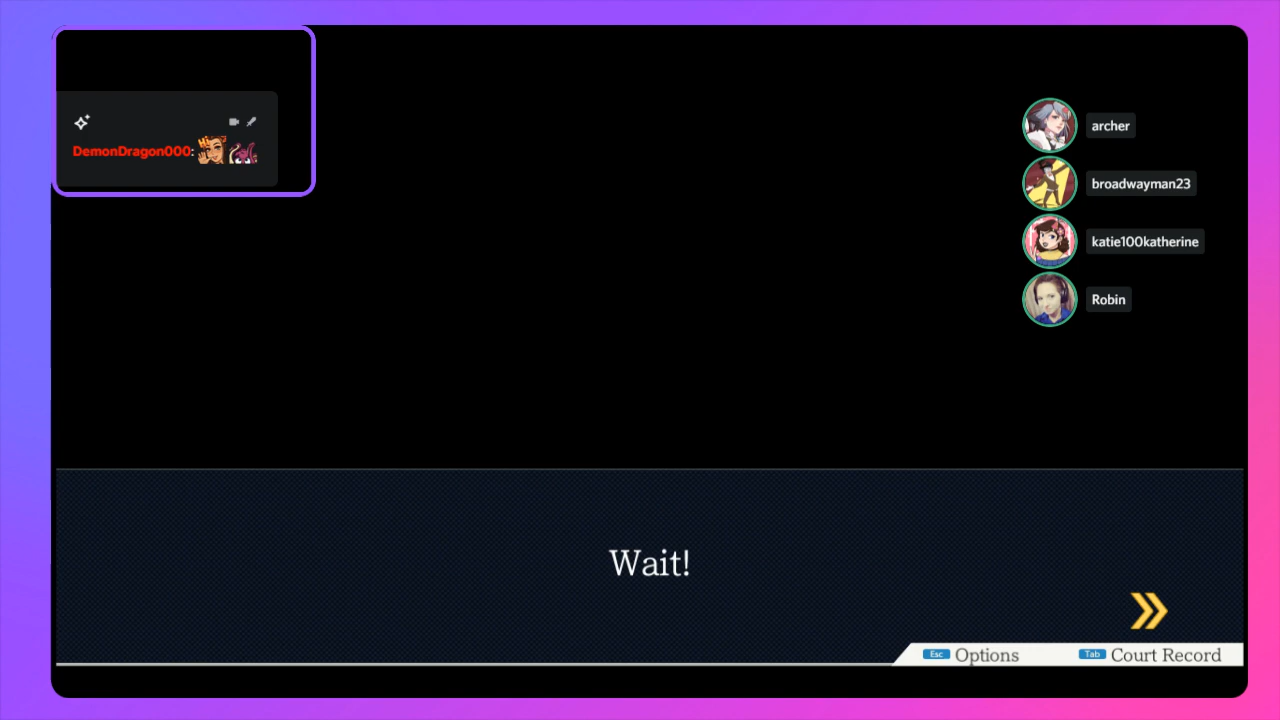 DemonDragon000:
archer
broadwayman23
katie100katherine
Robin
Wait!
Esc Options Tab Court Record